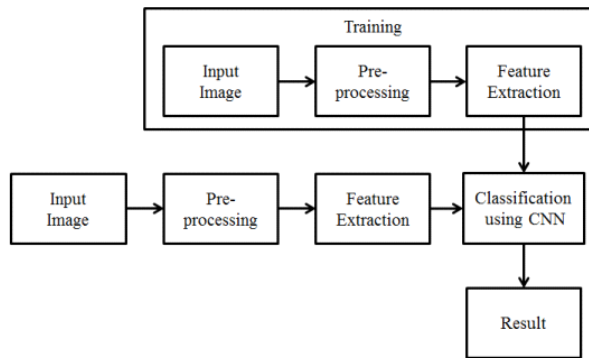 Training
Input
Image
Pre-
processing
Feature
Extraction
Input
Image
Pre-
processing
Feature
Extraction
Classification
using CNN
Result